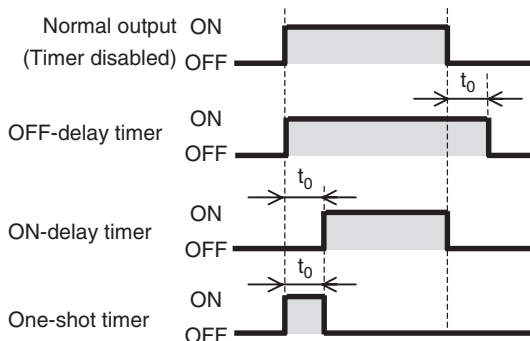 Normal output ON
(Timer disabled) OFF
t0
OFF-delay timer ON
OFF
t0
ON-delay timer ON
OFF
t0
One-shot timer ON
OFF